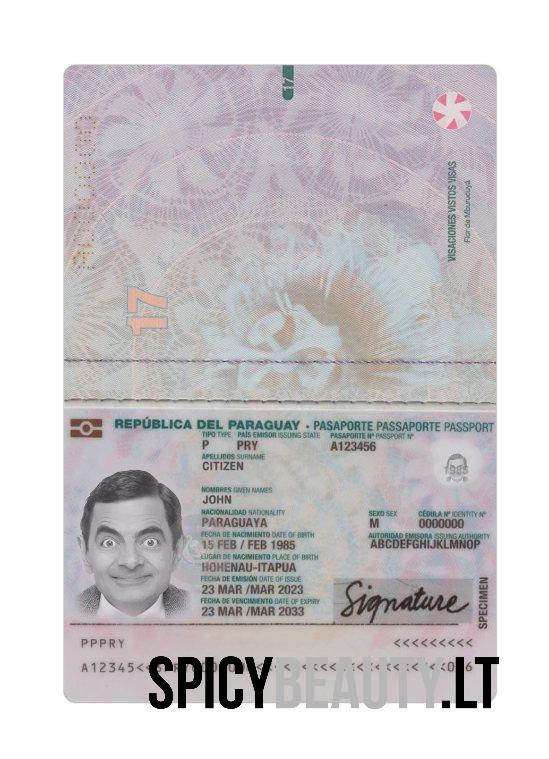 17
VISACIONES VISTOS VISAS
Flor de Mburucuyá
17
REPÚBLICA DEL PARAGUAY · PASAPORTE PASSAPORTE PASSPORT
TIPO TYPE PAÍS EMISOR ISSUING STATE PASAPORTE Nº PASSPORT Nº
P PRY A123456
APELLIDOS SURNAME
CITIZEN
NOMBRES GIVEN NAMES
JOHN
NACIONALIDAD NATIONALITY SEXO SEX CÉDULA Nº IDENTITY Nº
PARAGUAYA M 0000000
FECHA DE NACIMIENTO DATE OF BIRTH AUTORIDAD EMISORA ISSUING AUTHORITY
15 FEB / FEB 1985 ABCDEFGHIJKLMNOP
LUGAR DE NACIMIENTO PLACE OF BIRTH
HOHENAU-ITAPUA
FECHA DE EMISIÓN DATE OF ISSUE
23 MAR /MAR 2023
FECHA DE VENCIMIENTO DATE OF EXPIRY
23 MAR /MAR 2033
Signature
SPECIMEN
PPPRY <<<<<<<<<
SPICYBEAUTY.LT